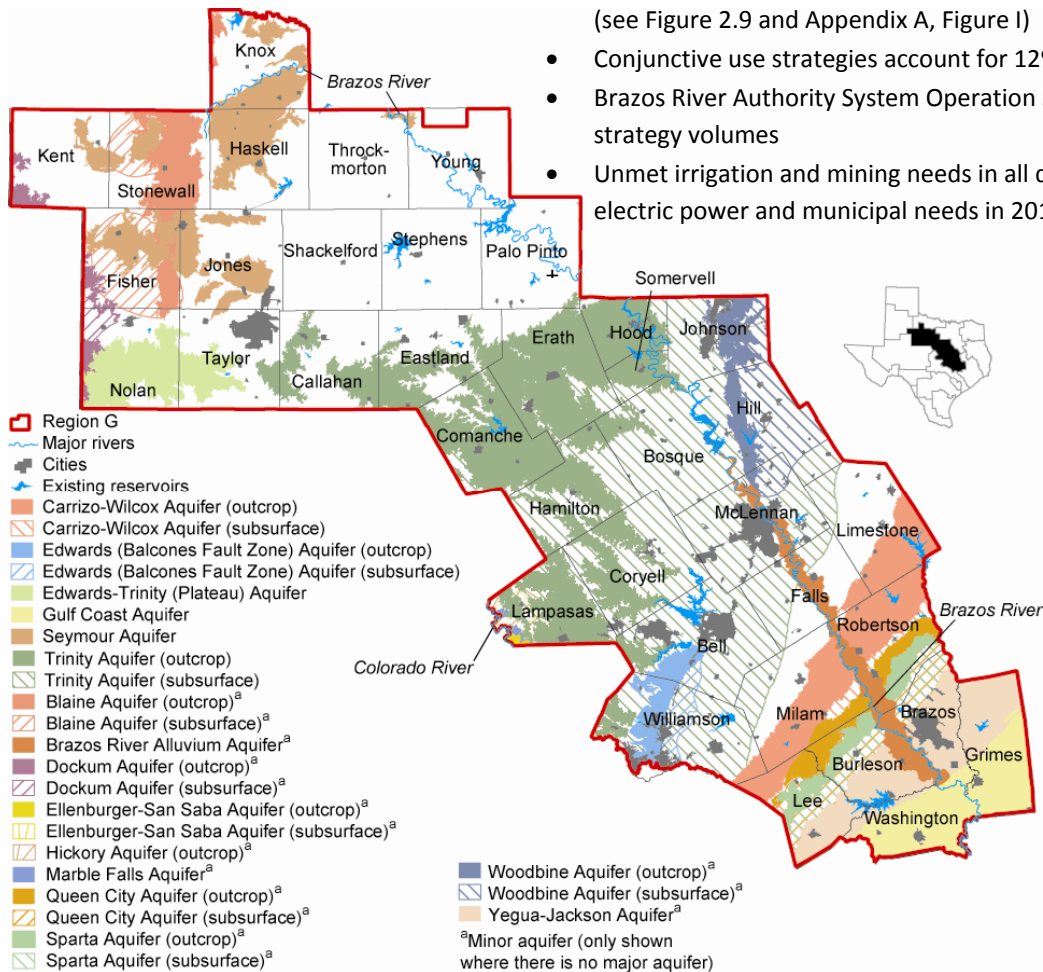 (see Figure 2.9 and Appendix A, Figure I)
• Conjunctive use strategies account for 12
• Brazos River Authority System Operation
strategy volumes
• Unmet irrigation and mining needs in all
electric power and municipal needs in 201
Knox
Brazos River
Kent
Stonewall
Haskell
Throck-
morton
Young
Fisher
Jones
Shackelford
Stephens
Palo Pinto
Somervell
Nolan
Taylor
Callahan
Eastland
Erath
Hood
Johnson
Comanche
Hill
Bosque
Hamilton
McLennan
Limestone
Coryell
Falls
Lampasas
Robertson
Brazos River
Colorado River
Bell
Williamson
Milam
Brazos
Burleson
Grimes
Lee
Washington
Region G
Major rivers
Cities
Existing reservoirs
Carrizo-Wilcox Aquifer (outcrop)
Carrizo-Wilcox Aquifer (subsurface)
Edwards (Balcones Fault Zone) Aquifer (outcrop)
Edwards (Balcones Fault Zone) Aquifer (subsurface)
Edwards-Trinity (Plateau) Aquifer
Gulf Coast Aquifer
Seymour Aquifer
Trinity Aquifer (outcrop)
Trinity Aquifer (subsurface)
Blaine Aquifer (outcrop)a
Blaine Aquifer (subsurface)a
Brazos River Alluvium Aquifera
Dockum Aquifer (outcrop)a
Dockum Aquifer (subsurface)a
Ellenburger-San Saba Aquifer (outcrop)a
Ellenburger-San Saba Aquifer (subsurface)a
Hickory Aquifer (outcrop)a
Marble Falls Aquifera
Queen City Aquifer (outcrop)a
Queen City Aquifer (subsurface)a
Sparta Aquifer (outcrop)a
Sparta Aquifer (subsurface)a
Woodbine Aquifer (outcrop)a
Woodbine Aquifer (subsurface)a
Yegua-Jackson Aquifera
aMinor aquifer (only shown
where there is no major aquifer)